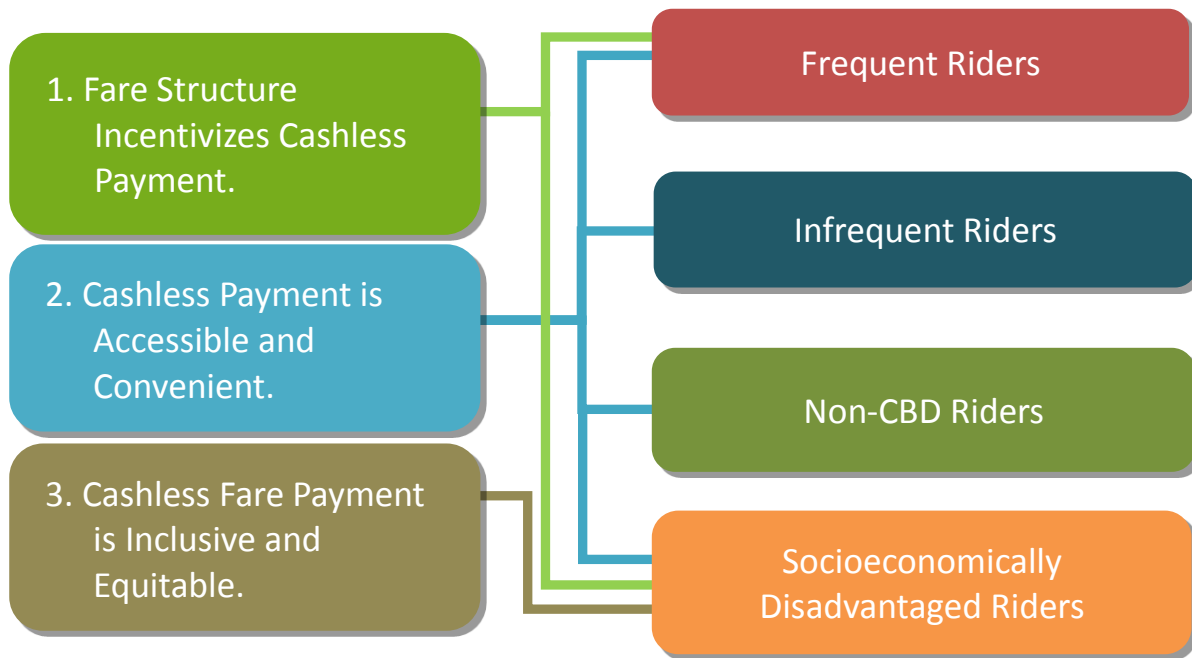 1. Fare Structure
Incentivizes Cashless
Payment.
2. Cashless Payment is
Accessible and
Convenient.
3. Cashless Fare Payment
is Inclusive and
Equitable.
Frequent Riders
Infrequent Riders
Non-CBD Riders
Socioeconomically
Disadvantaged Riders